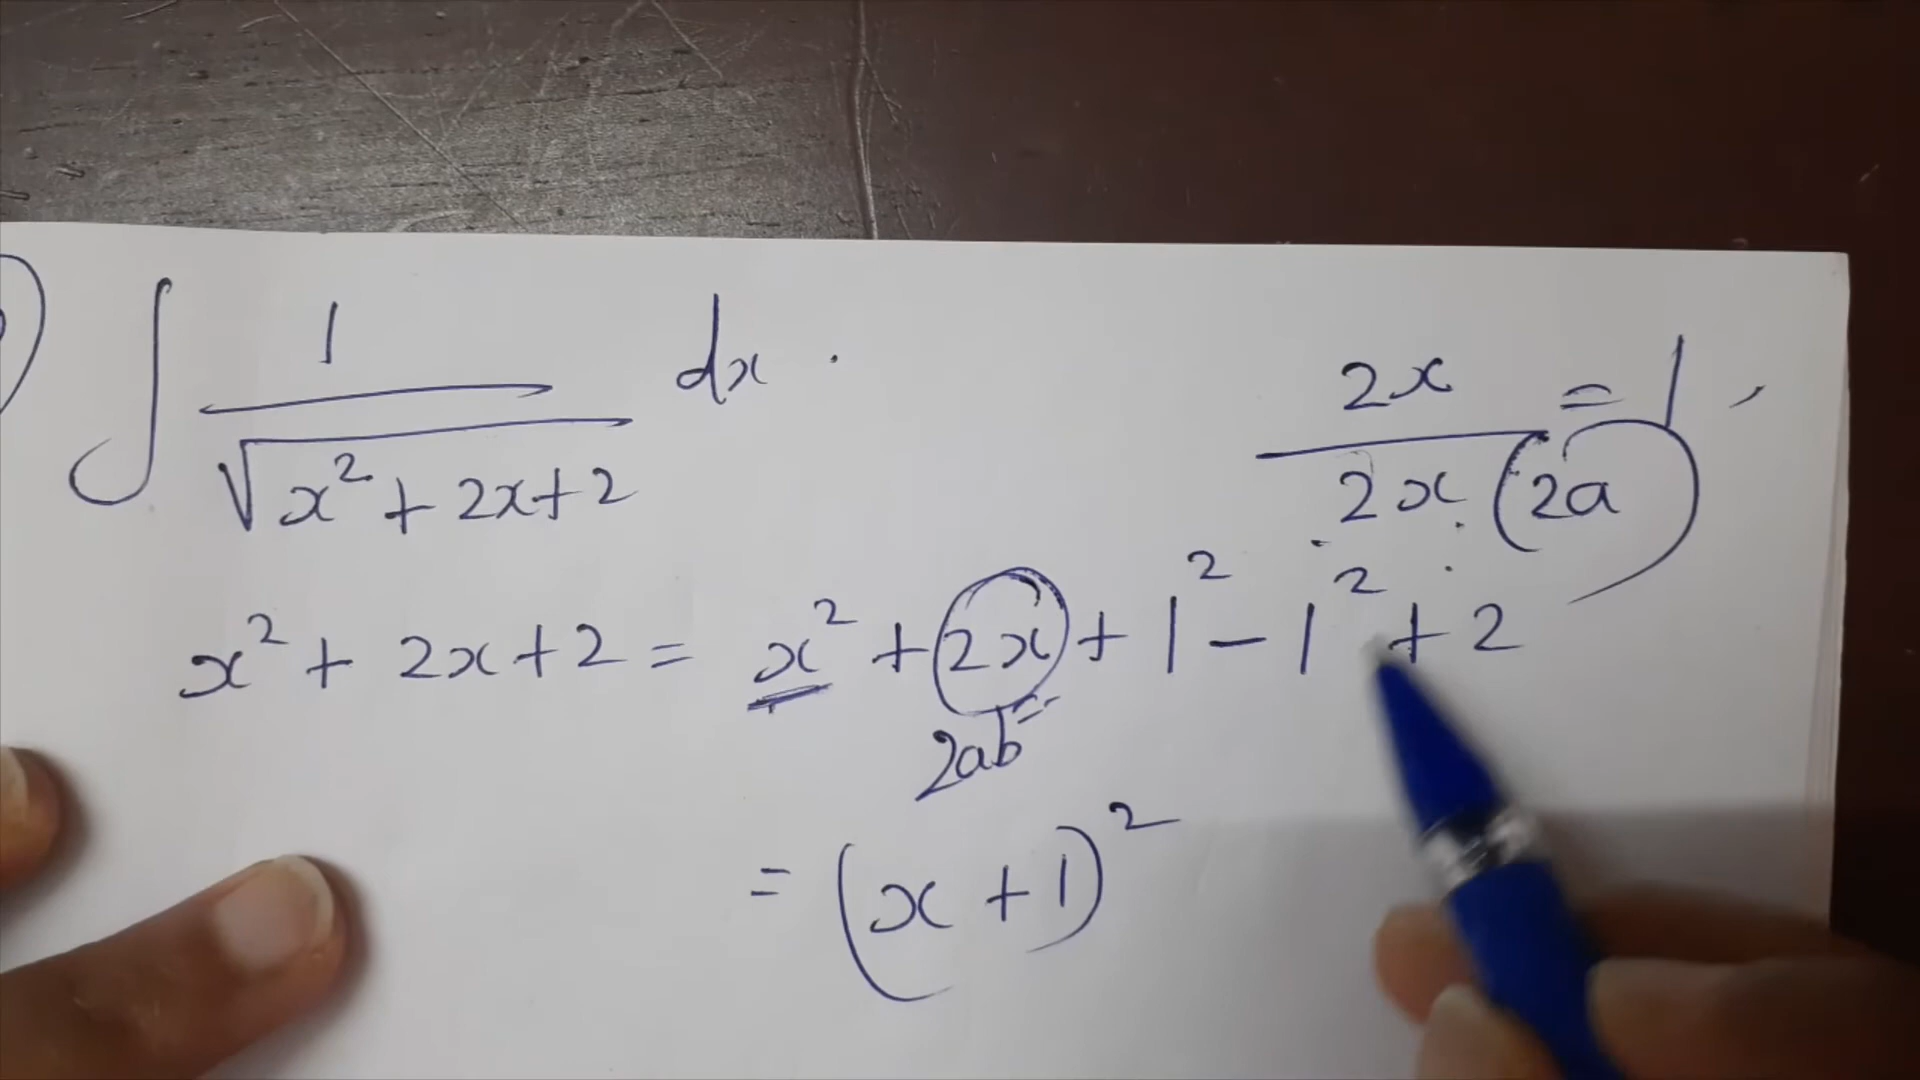 ∫ 1/√(x² + 2x + 2) dx .
2x/2x (2a = 1
x² + 2x + 2 = x² + 2x + 1² − 1² + 2
2ab
= (x + 1)²